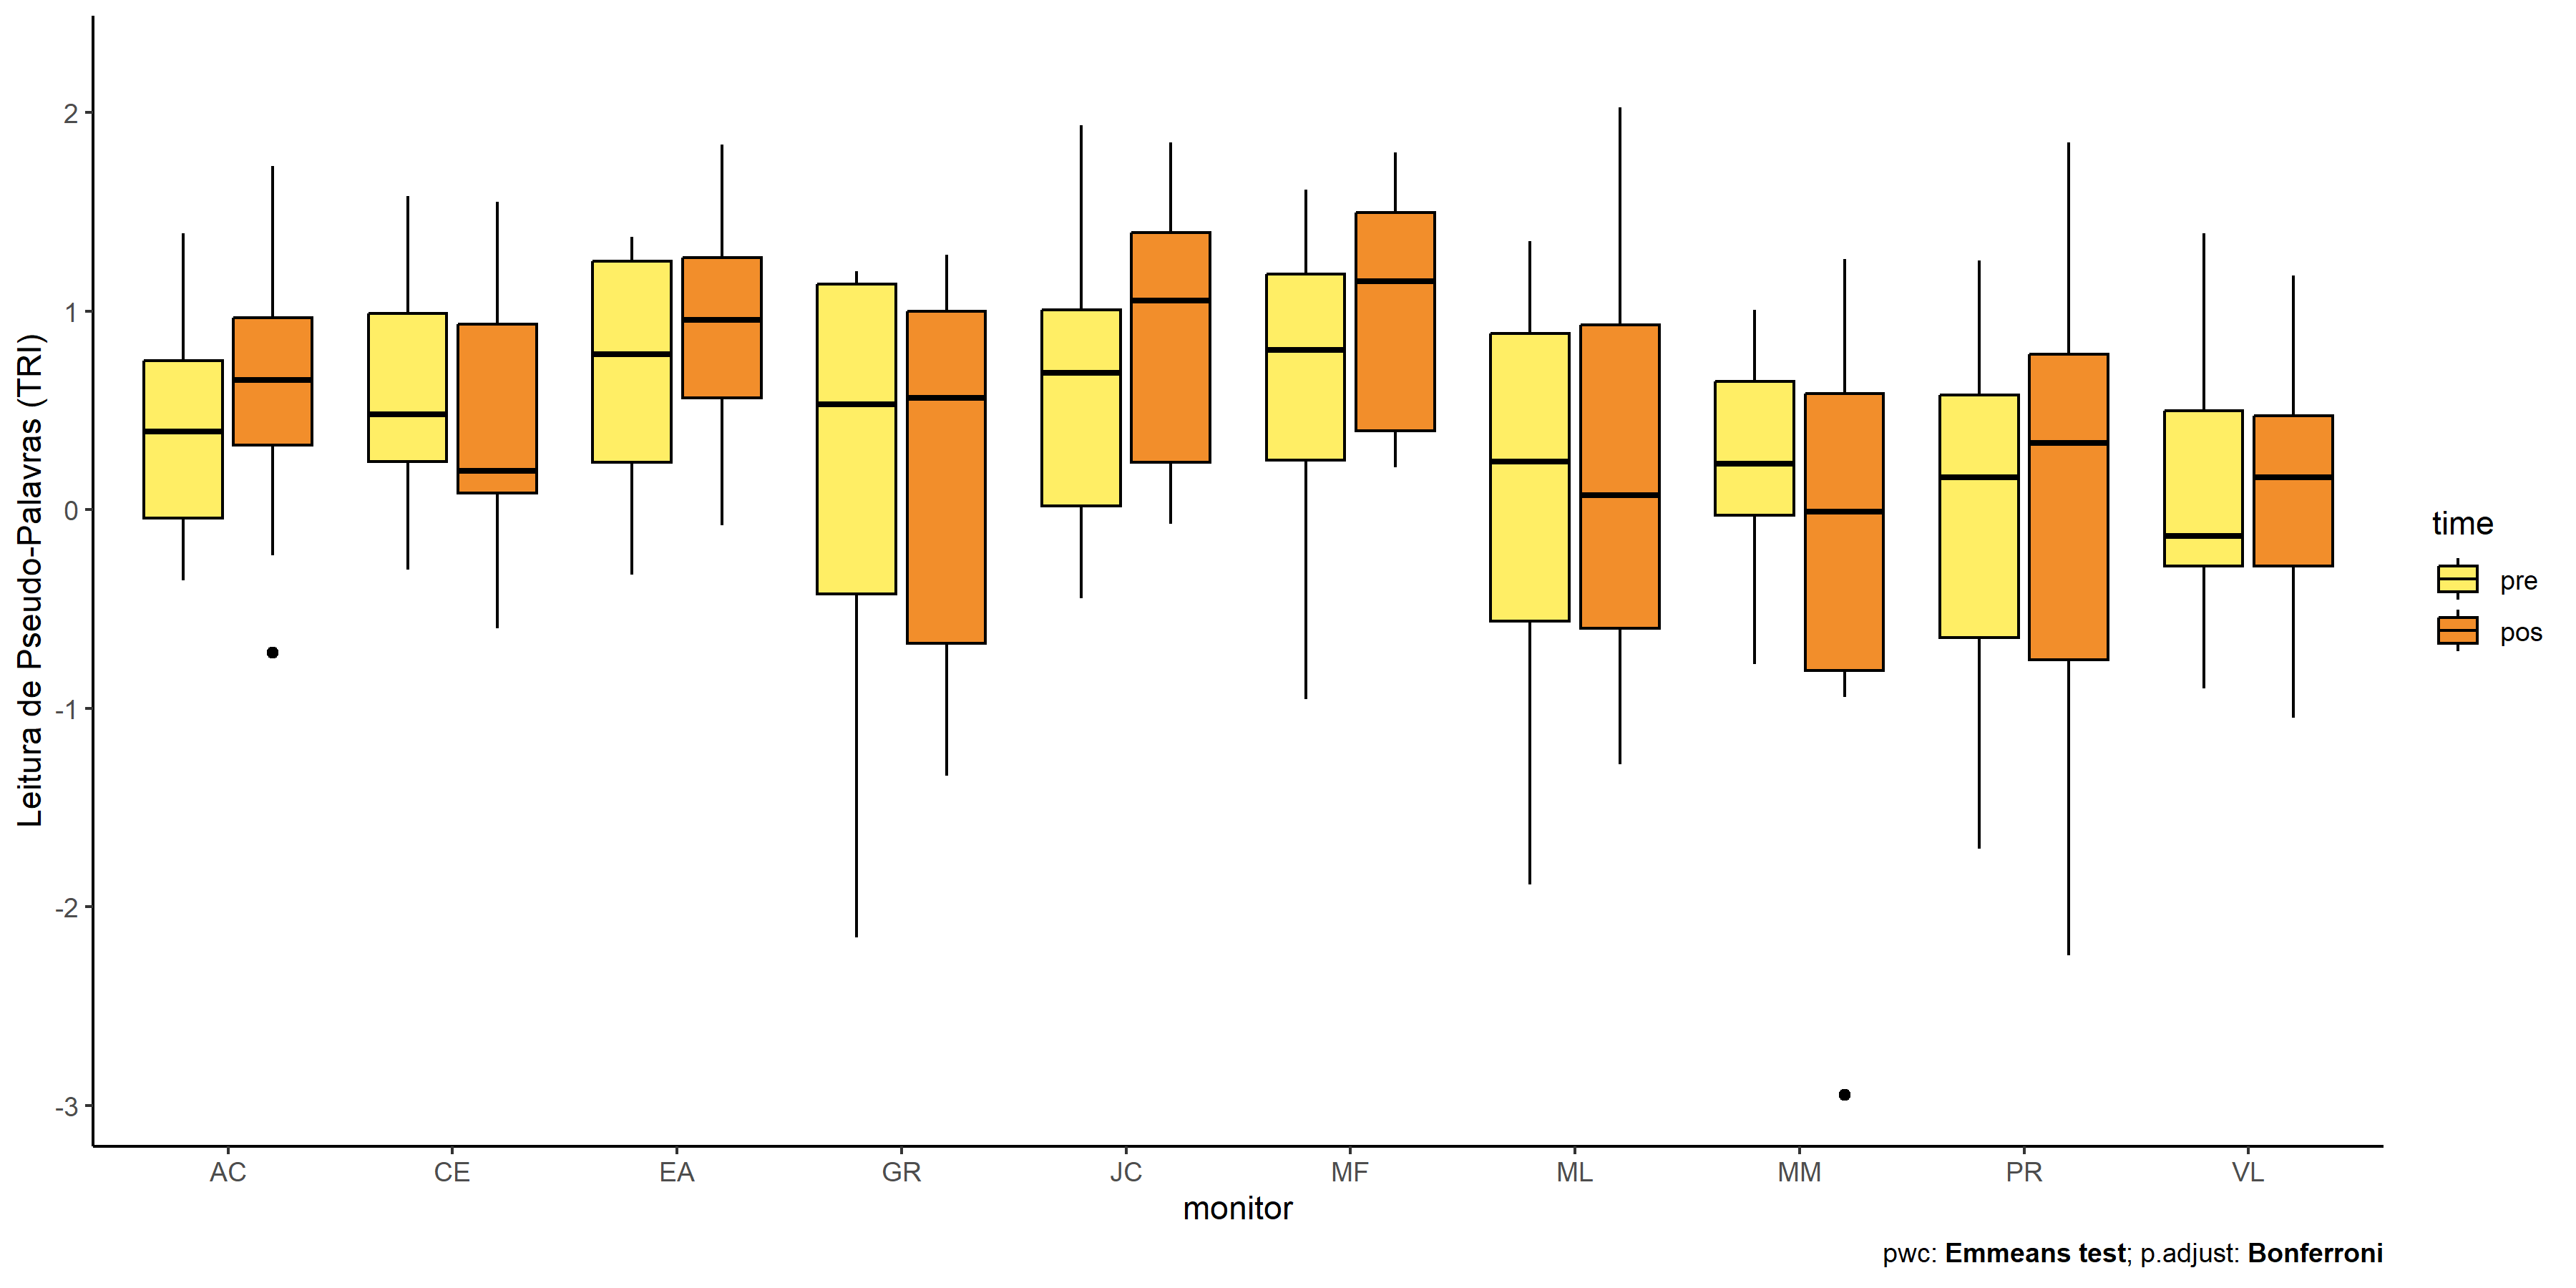 Leitura de Pseudo-Palavras (TRI)
2
1
0
-1
-2
-3
AC CE EA GR JC MF ML MM PR VL
monitor
time
pre
pos
pwc: Emmeans test; p.adjust: Bonferroni